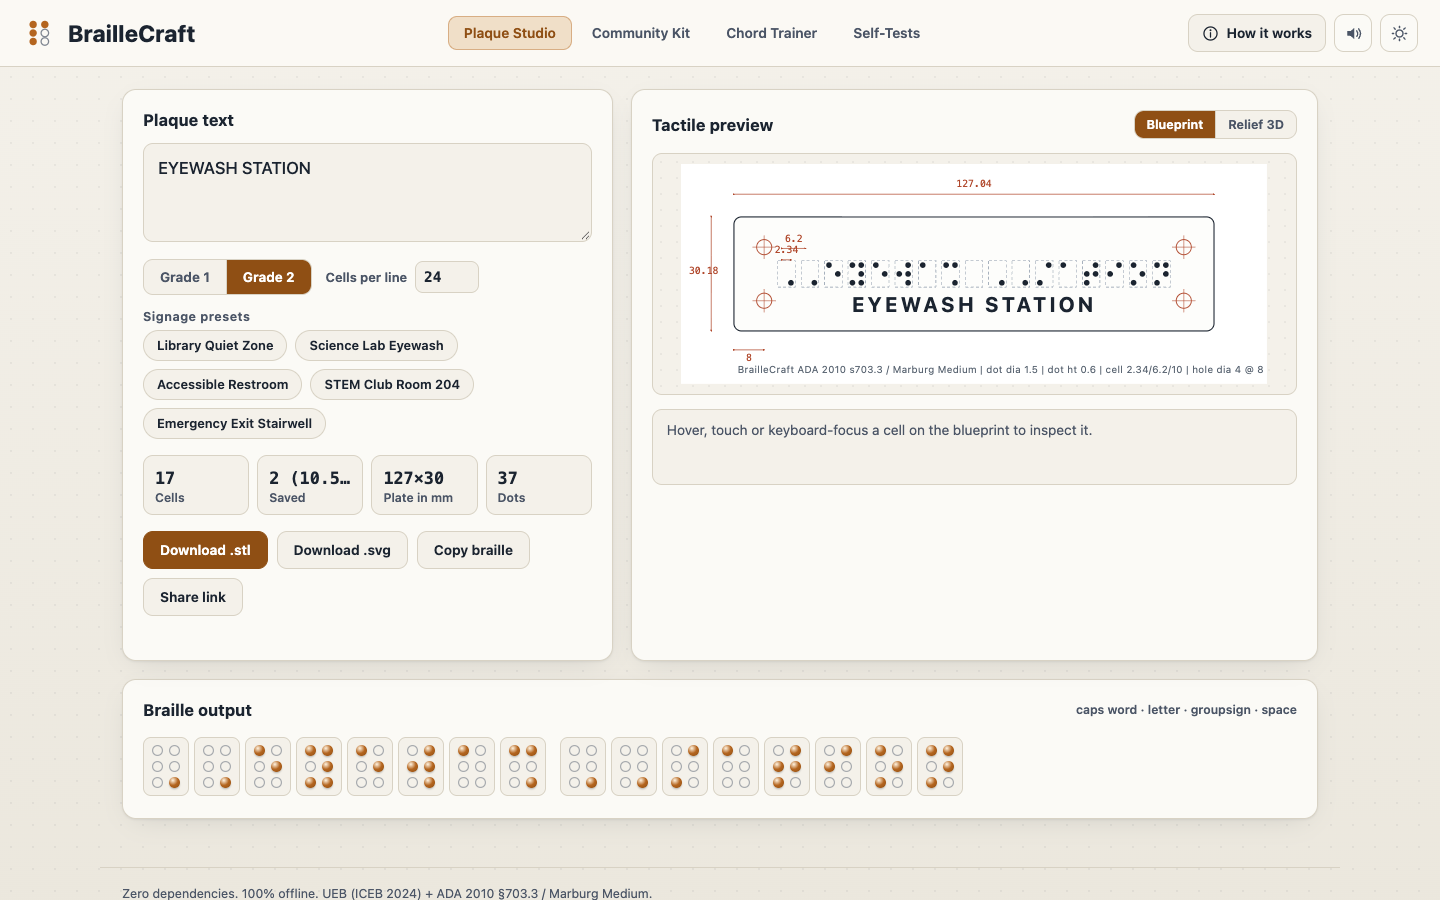 BrailleCraft
Plaque Studio
Community Kit
Chord Trainer
Self-Tests
How it works
Plaque text
EYEWASH STATION
Grade 1
Grade 2
Cells per line
24
Signage presets
Library Quiet Zone
Science Lab Eyewash
Accessible Restroom
STEM Club Room 204
Emergency Exit Stairwell
17
Cells
2 (10.5…
Saved
127×30
Plate in mm
37
Dots
Download .stl
Download .svg
Copy braille
Share link
Tactile preview
Blueprint
Relief 3D
127.04
6.2
2.34
30.18
⠠⠠⠑⠽⠑⠺⠁⠩ ⠠⠠⠌⠁⠞⠊⠕⠝
EYEWASH STATION
8
BrailleCraft ADA 2010 s703.3 / Marburg Medium | dot dia 1.5 | dot ht 0.6 | cell 2.34/6.2/10 | hole dia 4 @ 8
Hover, touch or keyboard-focus a cell on the blueprint to inspect it.
Braille output
caps word · letter · groupsign · space
⠠⠠⠑⠽⠑⠺⠁⠩ ⠠⠠⠌⠁⠞⠊⠕⠝
Zero dependencies. 100% offline. UEB (ICEB 2024) + ADA 2010 §703.3 / Marburg Medium.